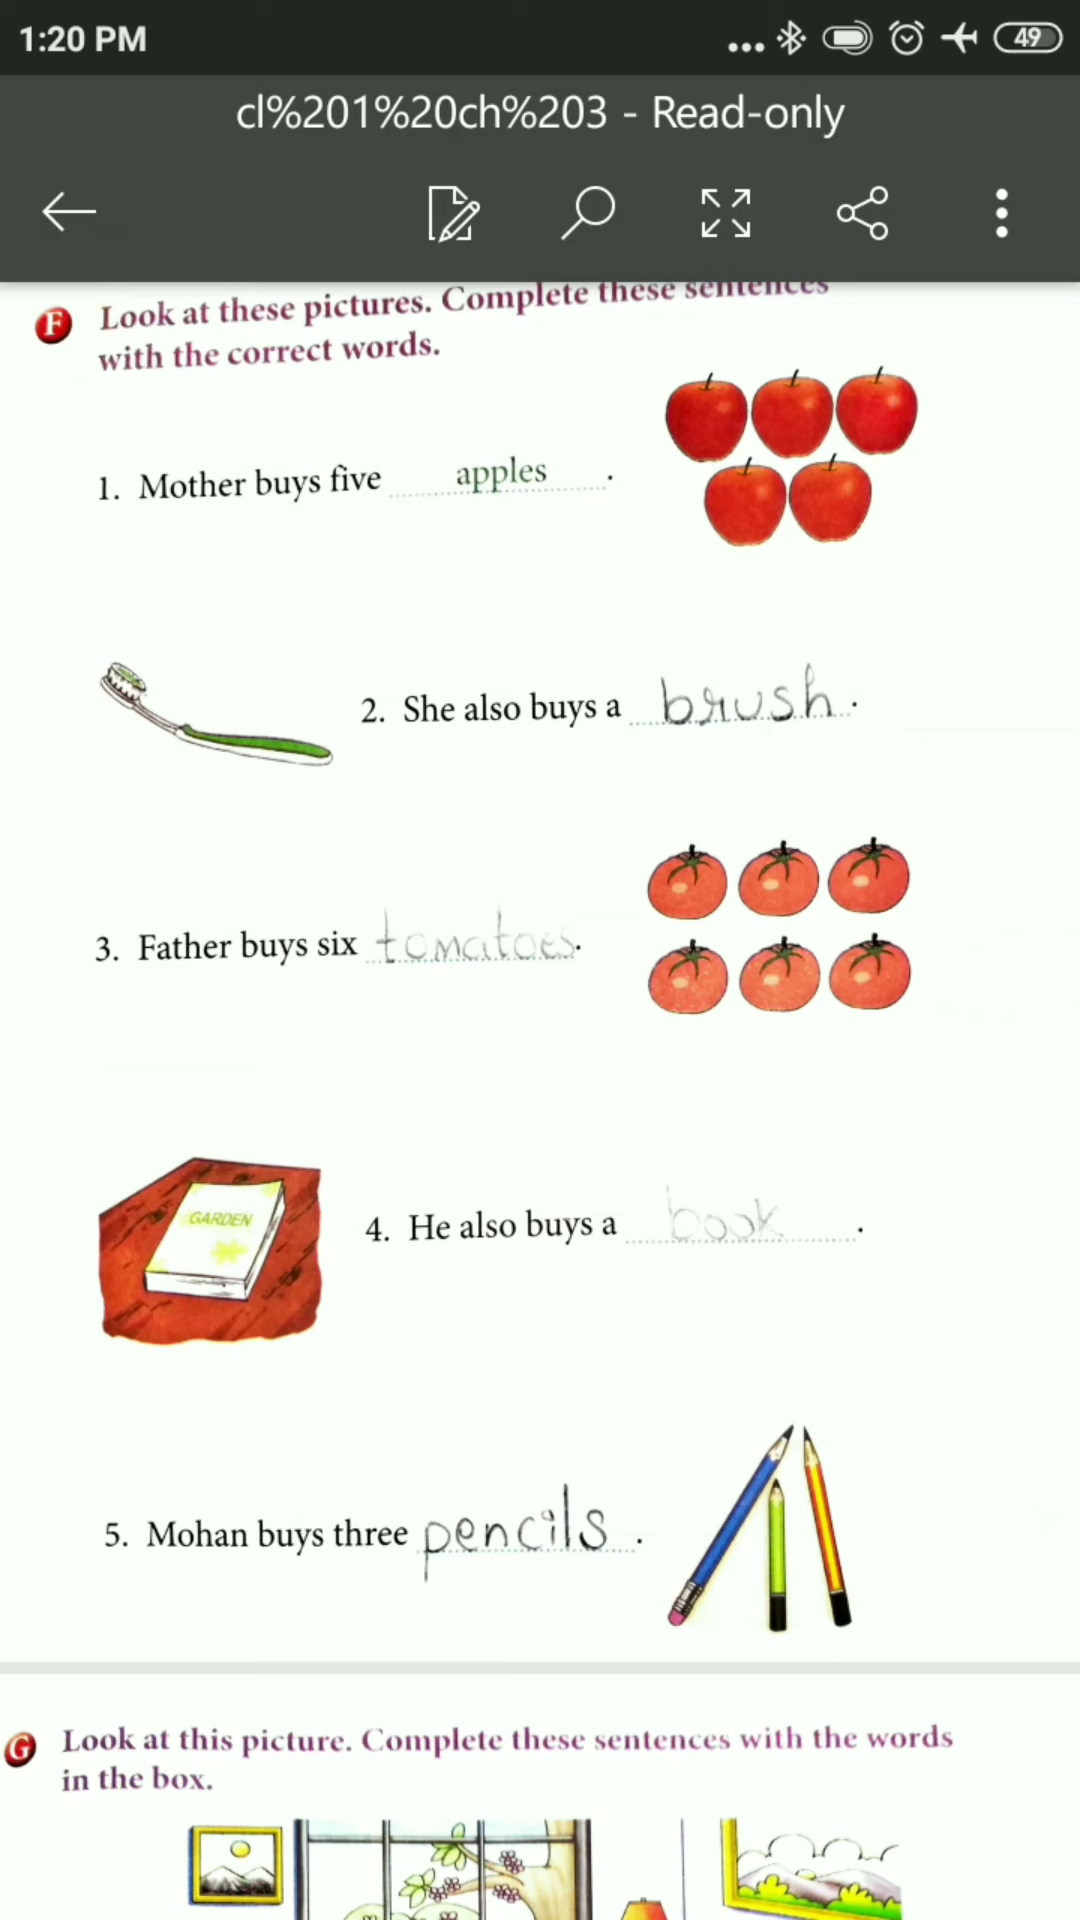 1:20 PM
49
cl%201%20ch%203 - Read-only
F Look at these pictures. Complete these sentences
with the correct words.
1. Mother buys five apples.
2. She also buys a brush.
3. Father buys six tomatoes.
GARDEN
4. He also buys a book.
5. Mohan buys three pencils.
G Look at this picture. Complete these sentences with the words
in the box.